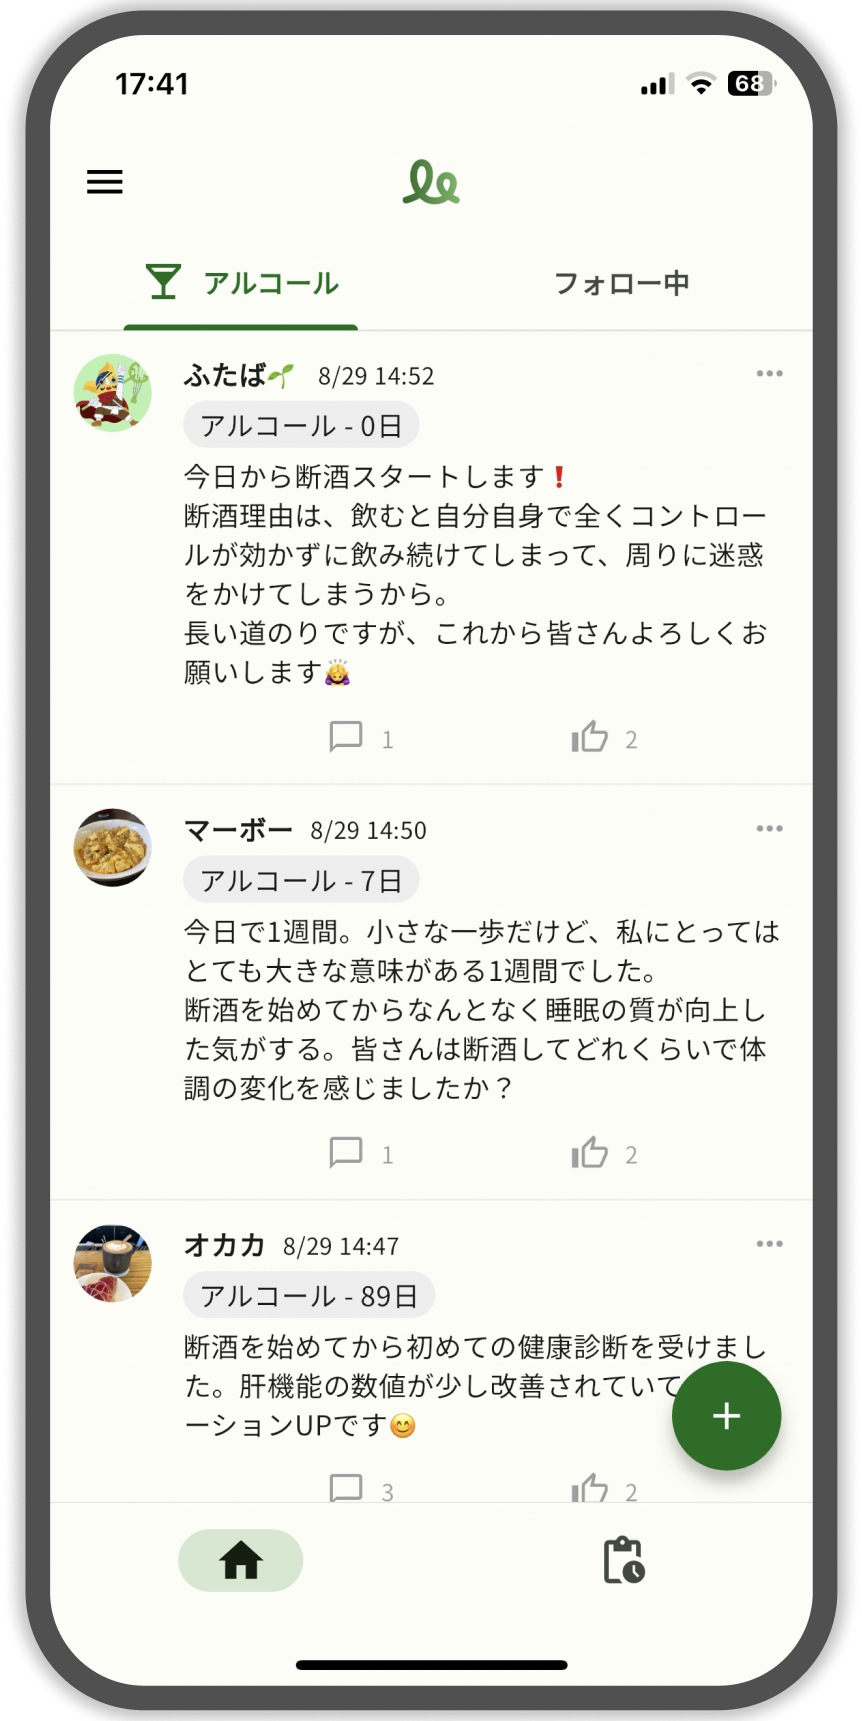 17:41
68
アルコール
フォロー中
ふたば🌱 8/29 14:52
アルコール - 0日
今日から断酒スタートします❗
断酒理由は、飲むと自分自身で全くコントロー
ルが効かずに飲み続けてしまって、周りに迷惑
をかけてしまうから。
長い道のりですが、これから皆さんよろしくお
願いします🙇‍♀️
1
2
マーボー 8/29 14:50
アルコール - 7日
今日で1週間。小さな一歩だけど、私にとっては
とても大きな意味がある1週間でした。
断酒を始めてからなんとなく睡眠の質が向上し
た気がする。皆さんは断酒してどれくらいで体
調の変化を感じましたか？
1
2
オカカ 8/29 14:47
アルコール - 89日
断酒を始めてから初めての健康診断を受けまし
た。肝機能の数値が少し改善されていて
ーションUPです😊
3
2